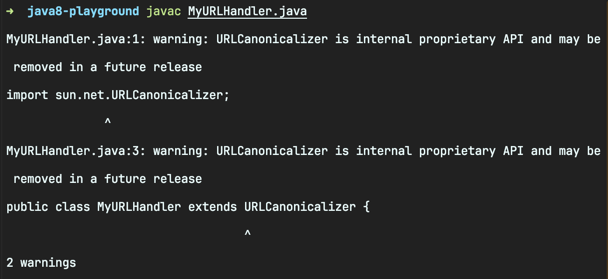 ➜ java8-playground javac MyURLHandler.java
MyURLHandler.java:1: warning: URLCanonicalizer is internal proprietary API and may be
 removed in a future release
import sun.net.URLCanonicalizer;
              ^
MyURLHandler.java:3: warning: URLCanonicalizer is internal proprietary API and may be
 removed in a future release
public class MyURLHandler extends URLCanonicalizer {
                                  ^
2 warnings